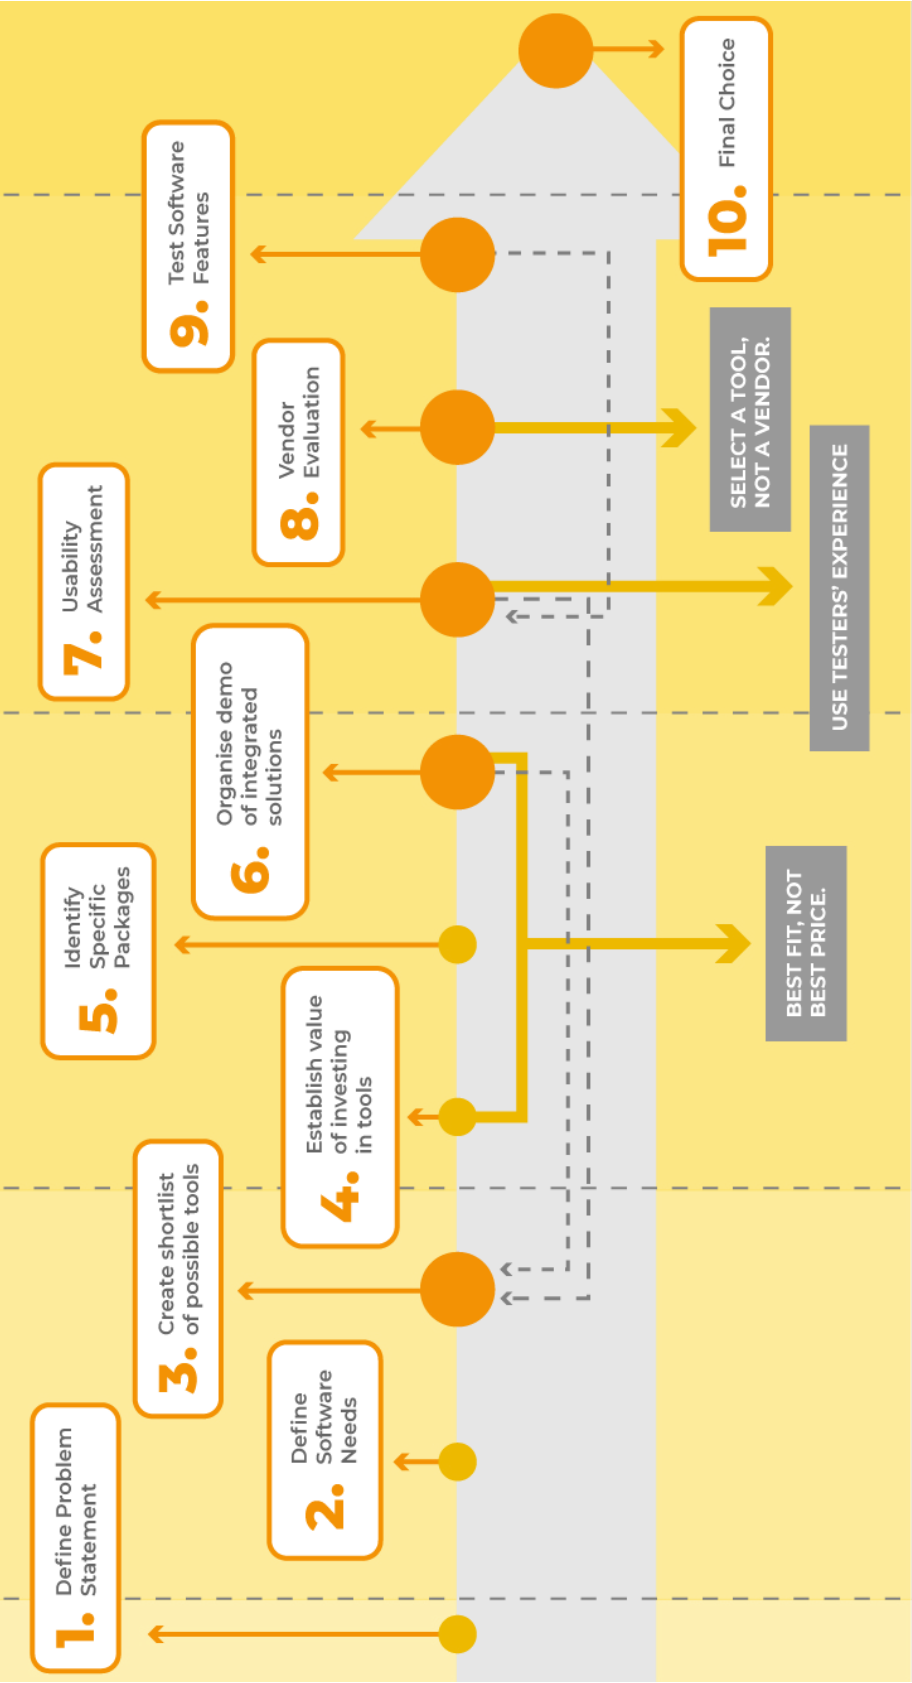 1. Define Problem
Statement
2. Define
Software
Needs
3. Create shortlist
of possible tools
4. Establish value
of investing
in tools
5. Identify
Specific
Packages
6. Organise demo
of integrated
solutions
7. Usability
Assessment
8. Vendor
Evaluation
9. Test Software
Features
10. Final Choice
BEST FIT, NOT
BEST PRICE.
USE TESTERS' EXPERIENCE
SELECT A TOOL,
NOT A VENDOR.